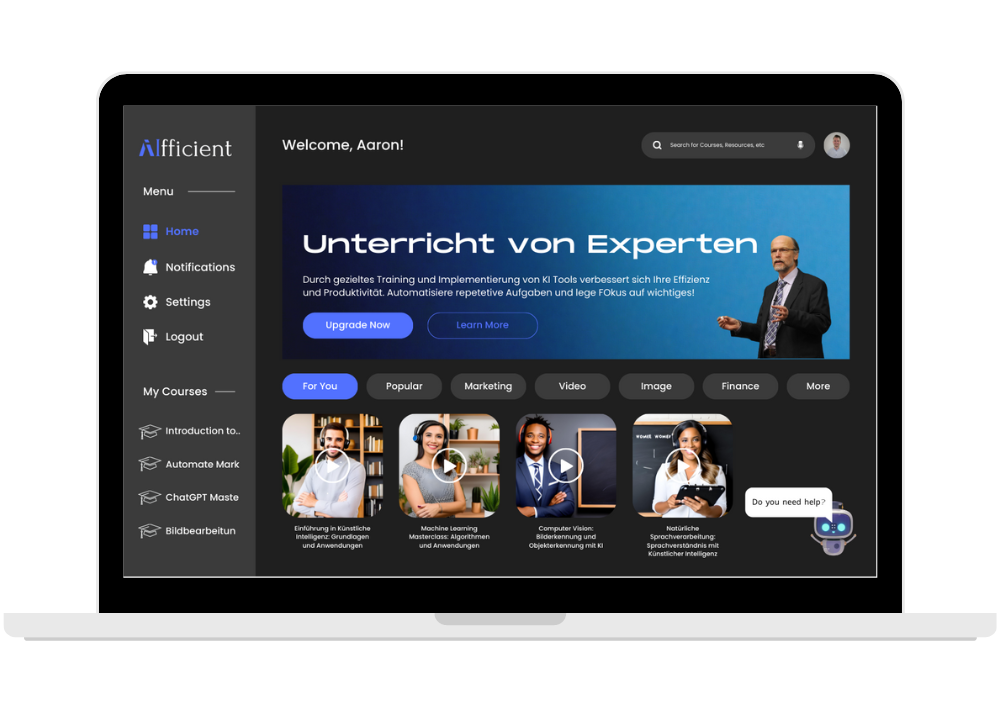 AIfficient
Menu
Home
Notifications
Settings
Logout
My Courses
Introduction to..
Automate Mark
ChatGPT Maste
Bildbearbeitun
Welcome, Aaron!
Search for Courses, Resources, etc
Unterricht von Experten
Durch gezieltes Training und Implementierung von KI Tools verbessert sich Ihre Effizienz
und Produktivität. Automatisiere repetetive Aufgaben und lege FOkus auf wichtiges!
Upgrade Now
Learn More
For You
Popular
Marketing
Video
Image
Finance
More
WOMER WOMEI
Einführung in Künstliche
Intelligenz: Grundlagen
und Anwendungen
Machine Learning
Masterclass: Algorithmen
und Anwendungen
Computer Vision:
Bilderkennung und
Objekterkennung mit KI
Natürliche
Sprachverarbeitung:
Sprachverständnis mit
Künstlicher Intelligenz
Do you need help?